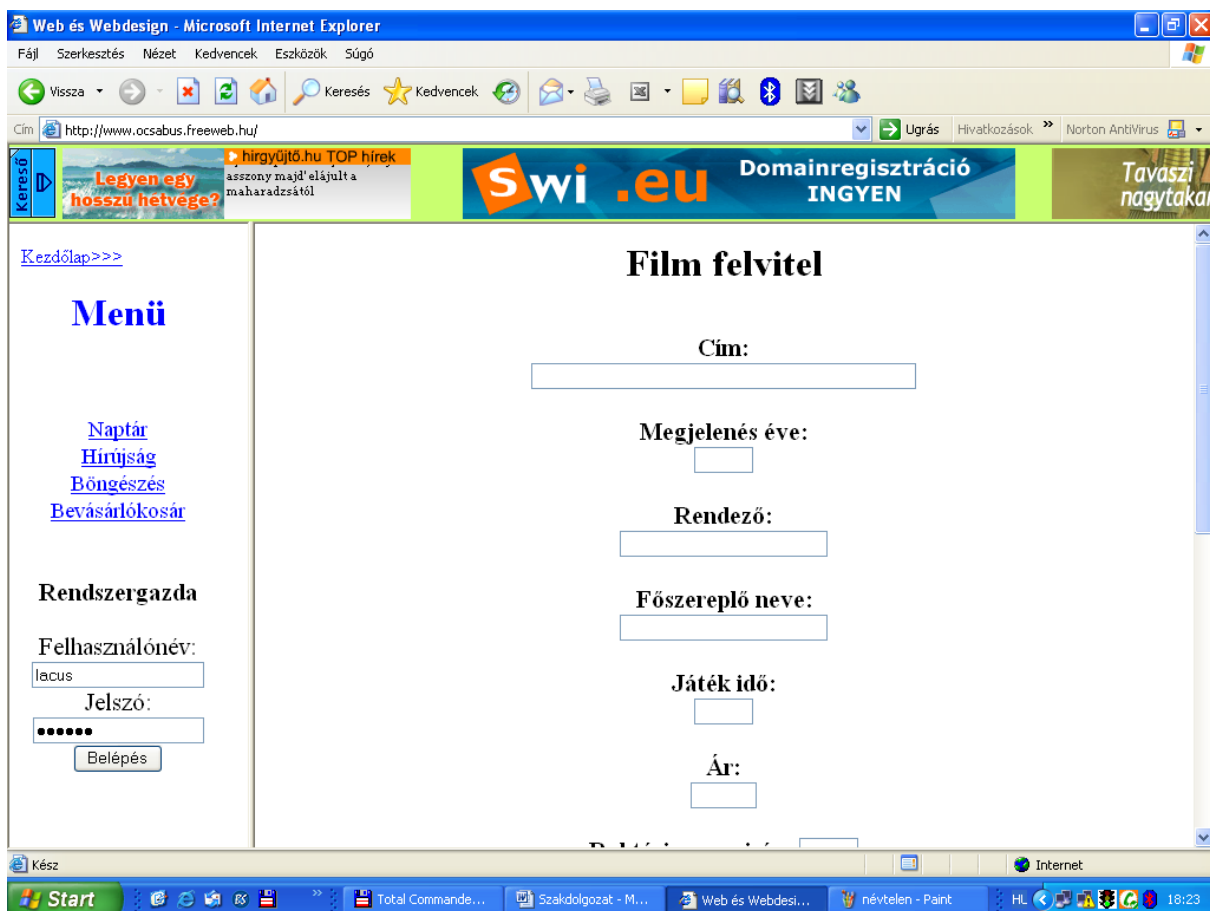 Web és Webdesign - Microsoft Internet Explorer
Fájl Szerkesztés Nézet Kedvencek Eszközök Súgó
Vissza Keresés Kedvencek
Cím http://www.ocsabus.freeweb.hu/ Ugrás Hivatkozások » Norton AntiVirus
Kereső
Legyen egy
hosszu hetvege?
hirgyűjtő.hu TOP hírek
asszony majd' elájult a
maharadzsától
Swi .eu
Domainregisztráció
INGYEN
Tavaszi
nagytakar
Kezdőlap>>>
Menü
Naptár
Hírújság
Böngészés
Bevásárlókosár
Rendszergazda
Felhasználónév:
lacus
Jelszó:
••••••
Belépés
Film felvitel
Cím:
Megjelenés éve:
Rendező:
Főszereplő neve:
Játék idő:
Ár:
Kész Internet
Start » Total Commande... Szakdolgozat - M... Web és Webdesi... névtelen - Paint HL 18:23